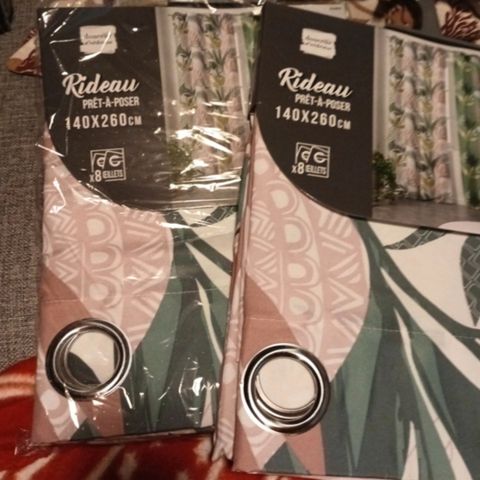 Rideau
PRÊT-À-POSER
140X260CM
x8 ŒILLETS
Rideau
PRÊT-À-POSER
140X260CM
x8 ŒILLETS